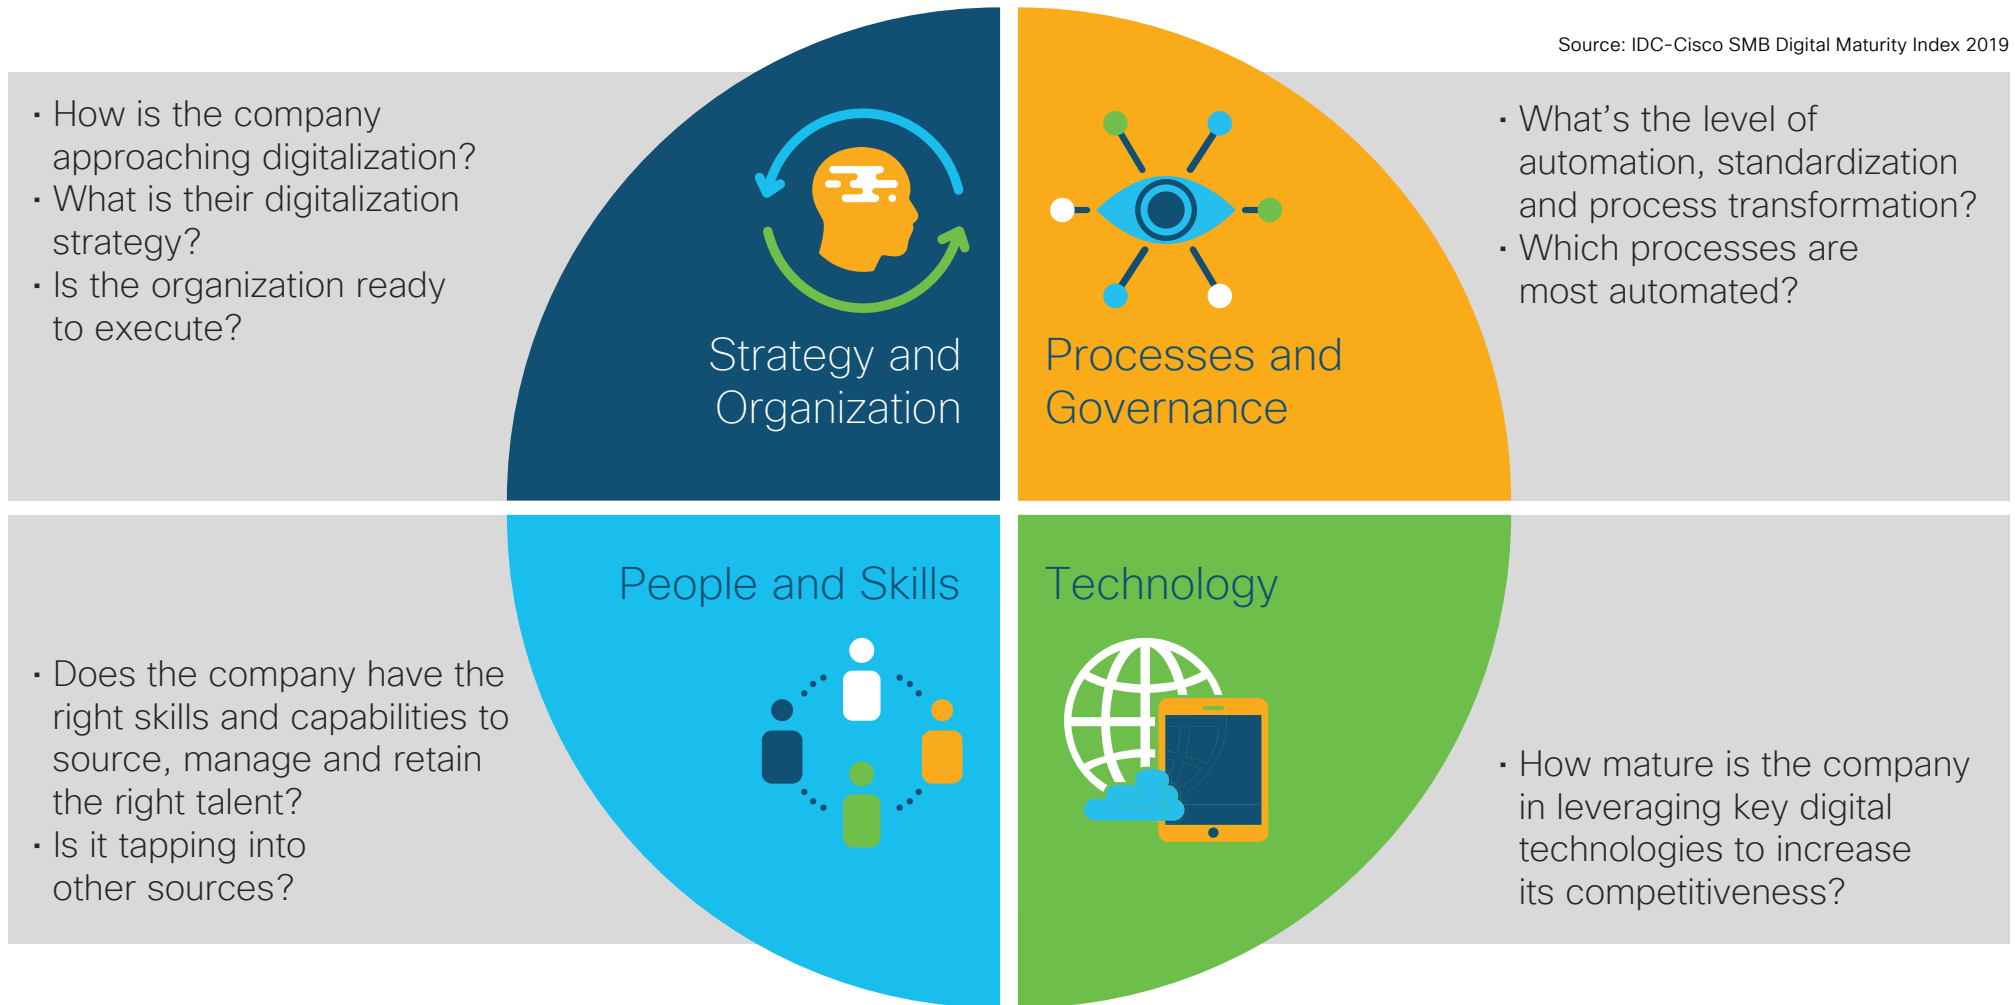 Source: IDC-Cisco SMB Digital Maturity Index 2019
· How is the company
approaching digitalization?
· What is their digitalization
strategy?
· Is the organization ready
to execute?
Strategy and
Organization
Processes and
Governance
· What’s the level of
automation, standardization
and process transformation?
· Which processes are
most automated?
People and Skills
· Does the company have the
right skills and capabilities to
source, manage and retain
the right talent?
· Is it tapping into
other sources?
Technology
· How mature is the company
in leveraging key digital
technologies to increase
its competitiveness?